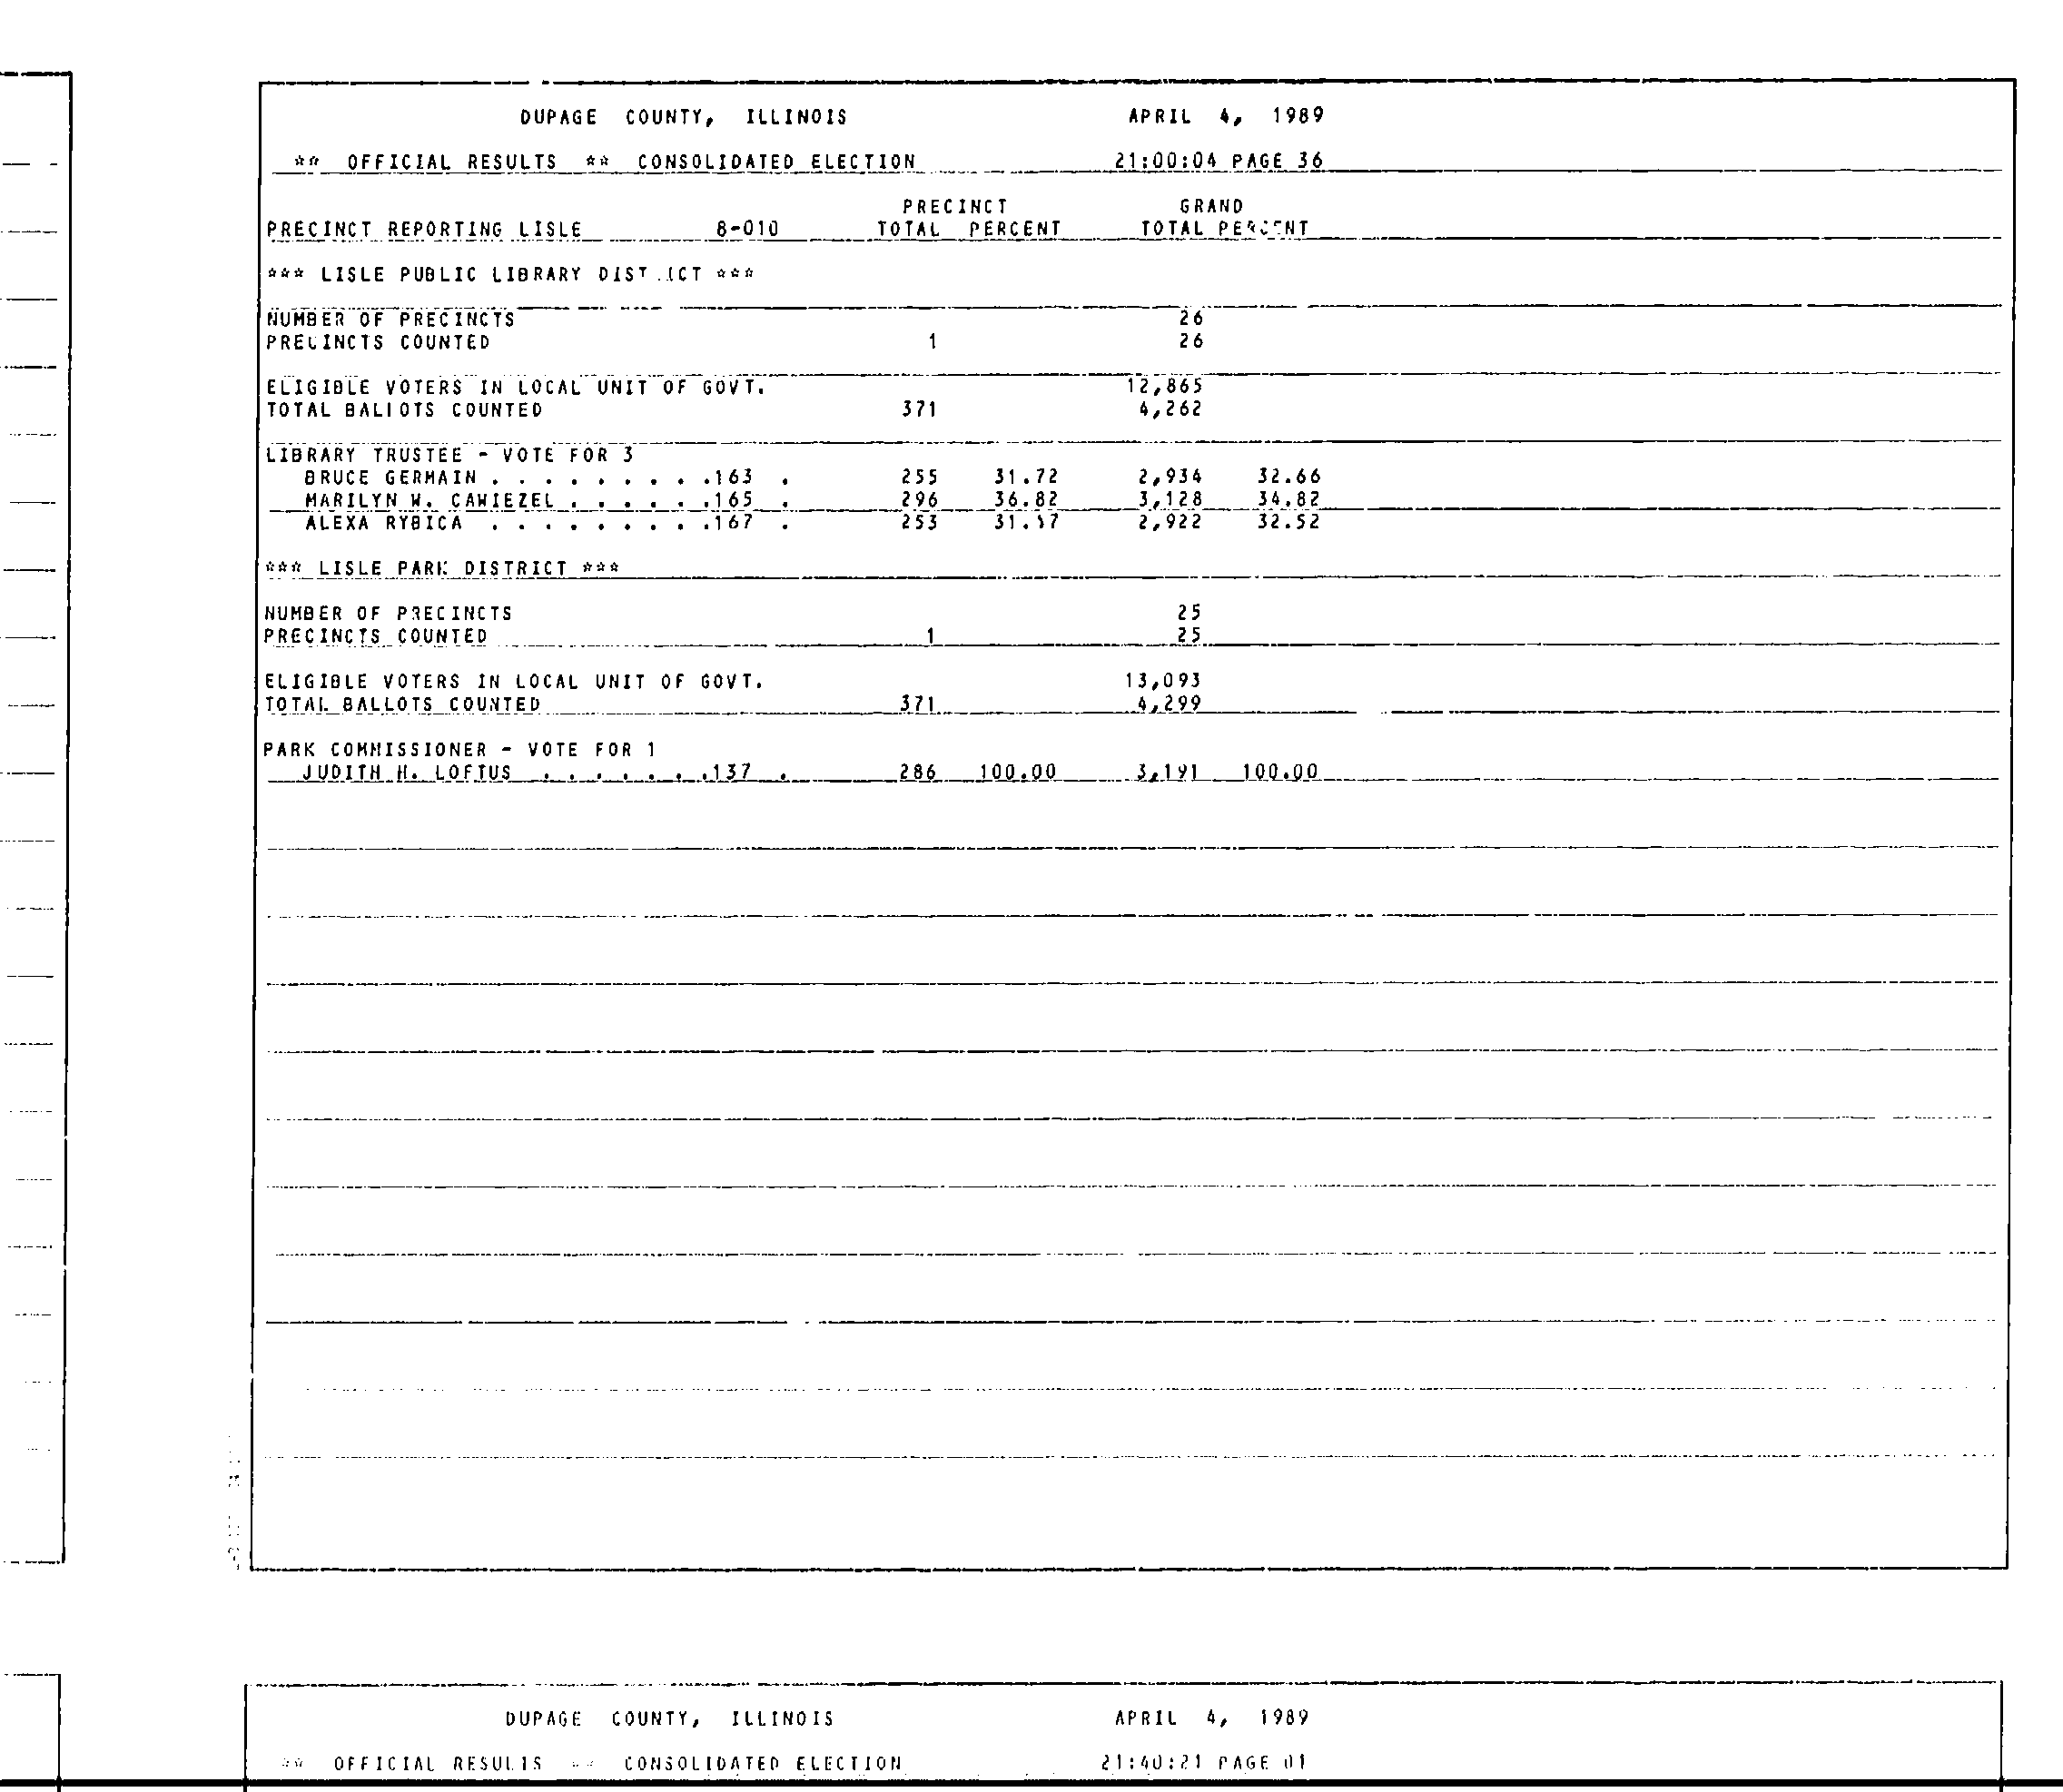 DUPAGE COUNTY, ILLINOIS APRIL 4, 1989
** OFFICIAL RESULTS ** CONSOLIDATED ELECTION 21:00:04 PAGE 36
PRECINCT GRAND
PRECINCT REPORTING LISLE 8-010 TOTAL PERCENT TOTAL PERCENT
*** LISLE PUBLIC LIBRARY DISTRICT ***
NUMBER OF PRECINCTS 26
PRECINCTS COUNTED 1 26
ELIGIBLE VOTERS IN LOCAL UNIT OF GOVT. 12,865
TOTAL BALLOTS COUNTED 371 4,262
LIBRARY TRUSTEE - VOTE FOR 3
BRUCE GERMAIN . . . . . . . . .163 . 255 31.72 2,934 32.66
MARILYN W. CAWIEZEL . . . . . .165 . 296 36.82 3,128 34.82
ALEXA RYBICA . . . . . . . . .167 . 253 31.47 2,922 32.52
*** LISLE PARK DISTRICT ***
NUMBER OF PRECINCTS 25
PRECINCTS COUNTED 1 25
ELIGIBLE VOTERS IN LOCAL UNIT OF GOVT. 13,093
TOTAL BALLOTS COUNTED 371 4,299
PARK COMMISSIONER - VOTE FOR 1
JUDITH H. LOFTUS . . . . . . .137 . 286 100.00 3,191 100.00
DUPAGE COUNTY, ILLINOIS APRIL 4, 1989
** OFFICIAL RESULTS ** CONSOLIDATED ELECTION 21:40:21 PAGE 01